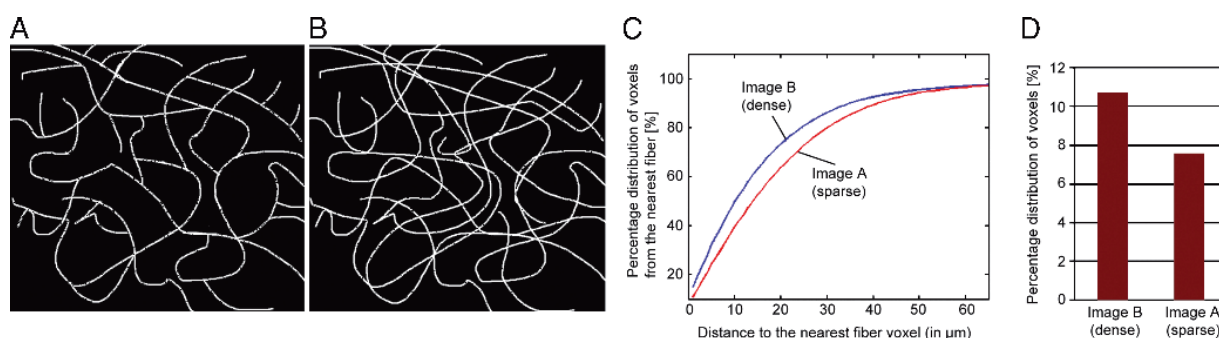 A
B
C
D
Percentage distribution of voxels
from the nearest fiber [%]
100
80
60
40
20
Image B
(dense)
Image A
(sparse)
0
10
20
30
40
50
60
Distance to the nearest fiber voxel (in µm)
Percentage distribution of voxels [%]
12
10
8
6
4
2
0
Image B
(dense)
Image A
(sparse)